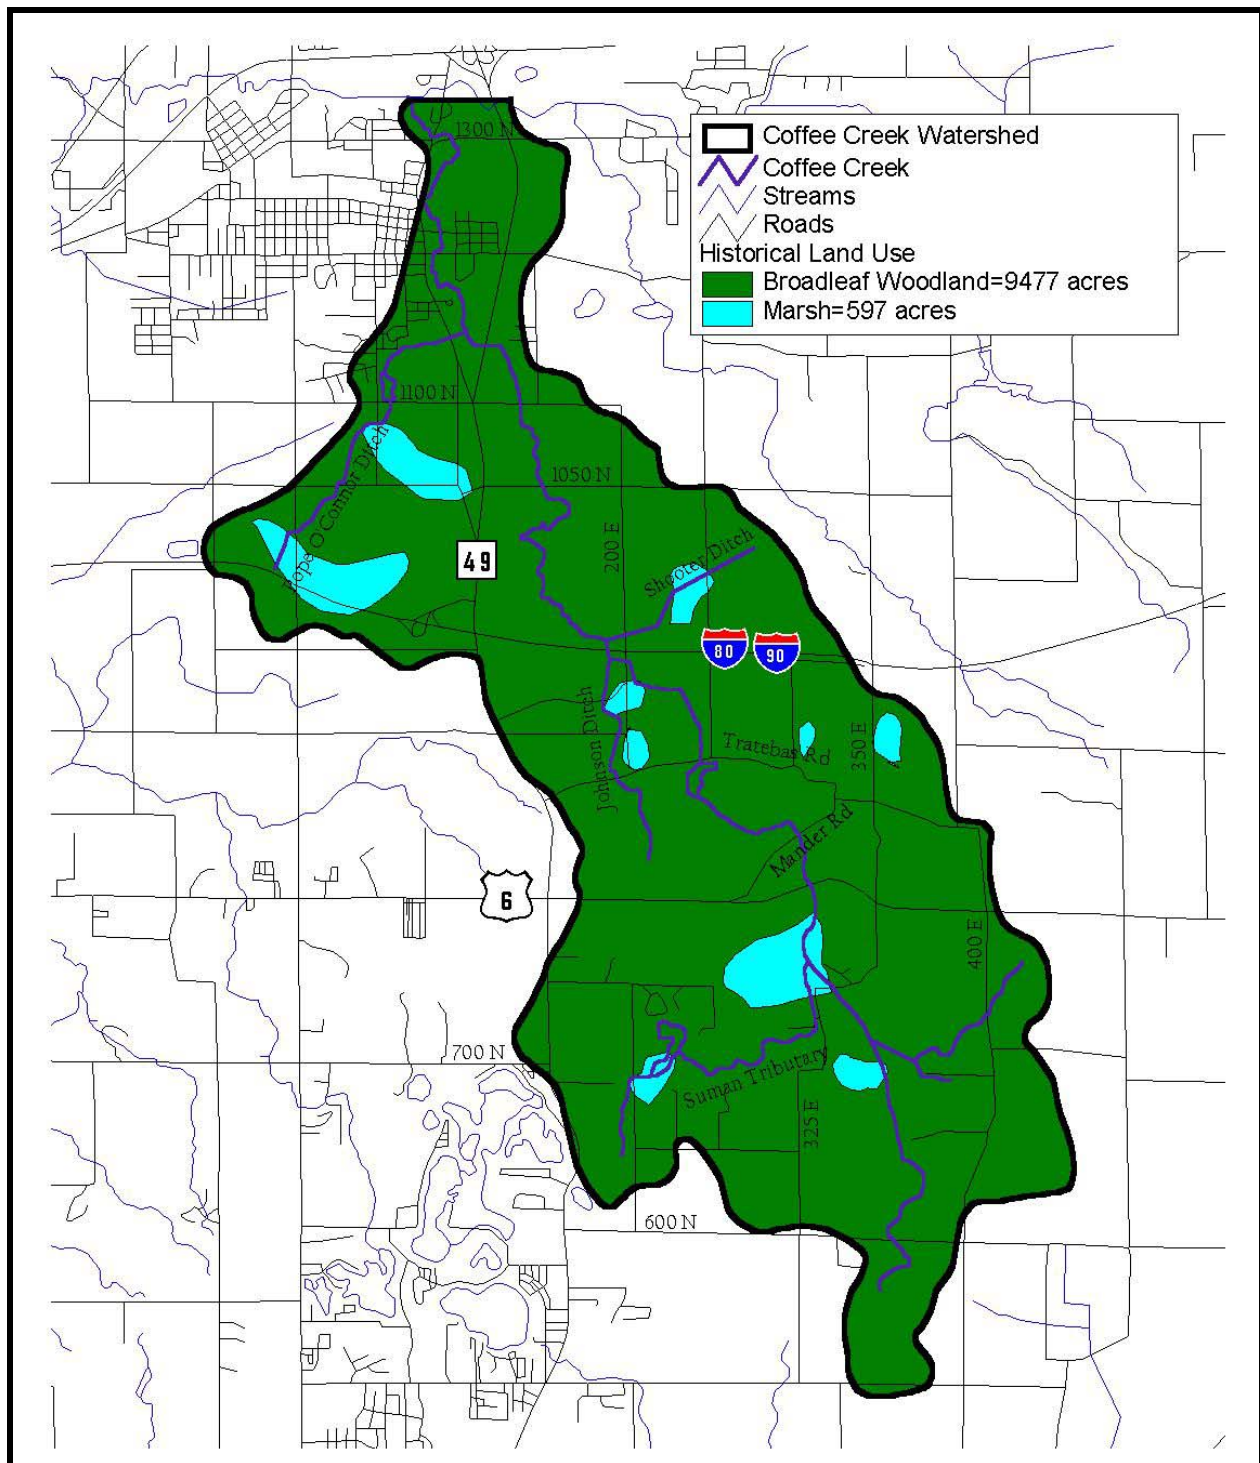 1300 N
Coffee Creek Watershed
Coffee Creek
Streams
Roads
Historical Land Use
Broadleaf Woodland=9477 acres
Marsh=597 acres
1100 N
Pope O'Connor Ditch
1050 N
49
200 E
Shooter Ditch
80
90
Johnson Ditch
Tratebas Rd
350 E
Mander Rd
6
400 E
700 N
Suman Tributary
325 E
600 N